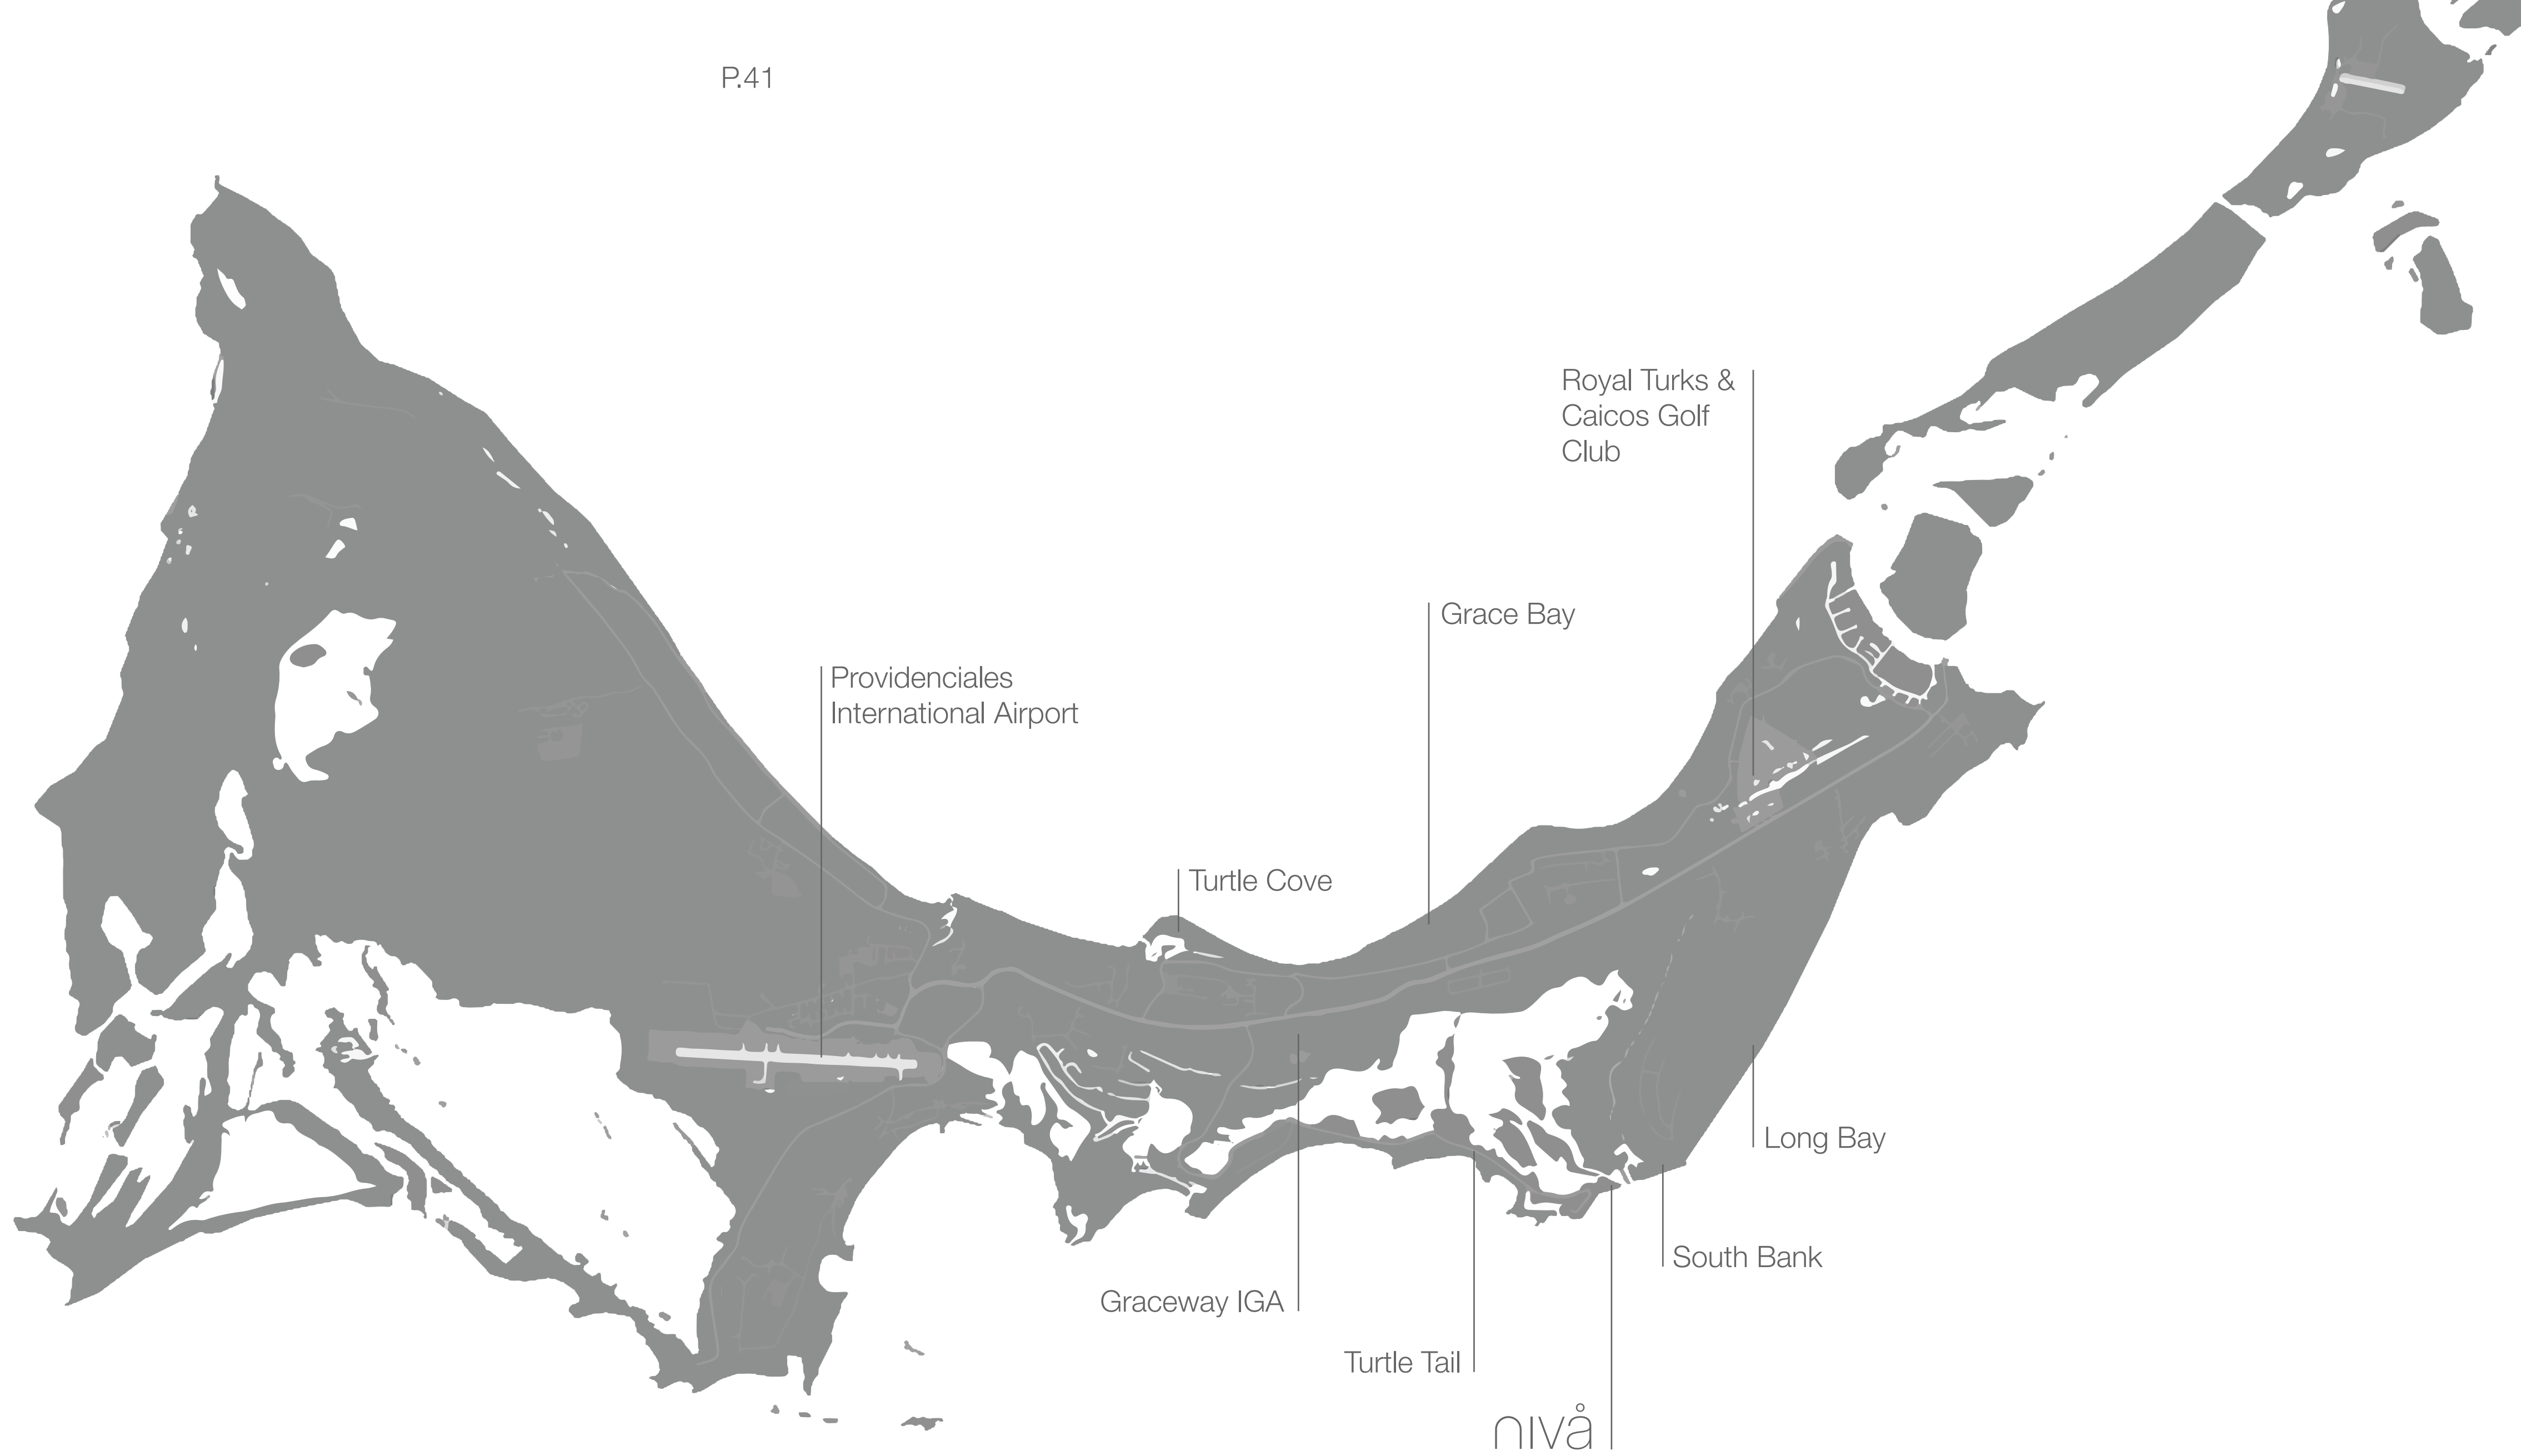 P.41
Royal Turks &
Caicos Golf
Club
Grace Bay
Providenciales
International Airport
Turtle Cove
Long Bay
South Bank
Graceway IGA
Turtle Tail
nivå